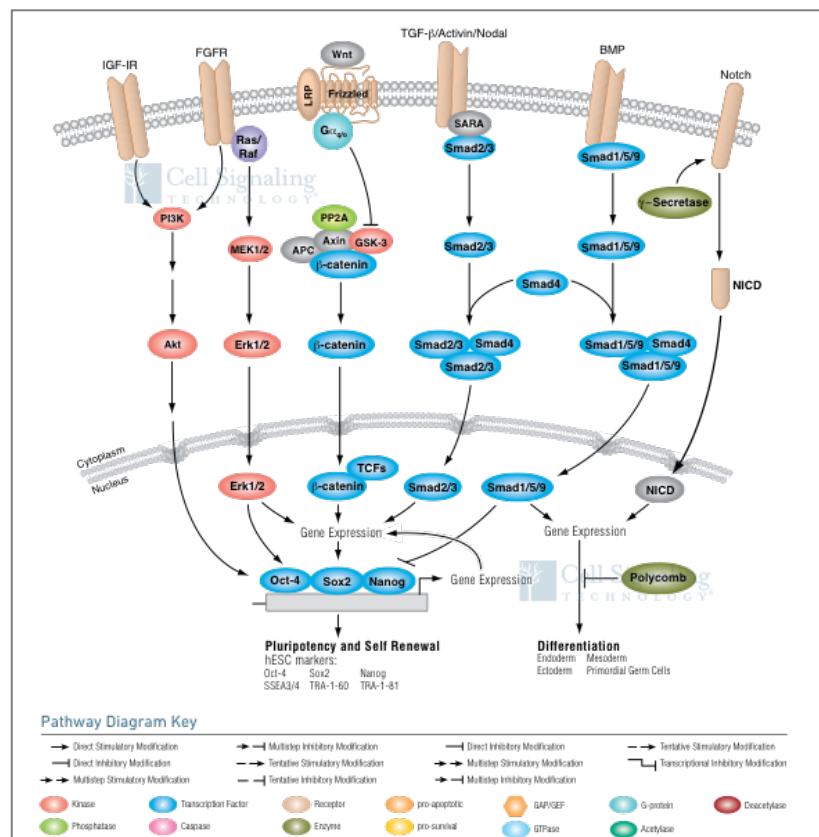 TGF-β/Activin/Nodal
IGF-IR
FGFR
Wnt
BMP
Notch
LRP
Frizzled
Gαq/o
SARA
Smad2/3
Smad1/5/9
Ras/
Raf
Cell Signaling
TECHNOLOGY®
γ-Secretase
PI3K
PP2A
MEK1/2
APC
Axin
GSK-3
β-catenin
Smad2/3
Smad1/5/9
Smad4
NICD
Akt
Erk1/2
β-catenin
Smad2/3
Smad4
Smad2/3
Smad1/5/9
Smad4
Smad1/5/9
Cytoplasm
Nucleus
TCFs
Erk1/2
β-catenin
Smad2/3
Smad1/5/9
NICD
Gene Expression
Gene Expression
Oct-4
Sox2
Nanog
Gene Expression
Cell Signaling
TECHNOLOGY®
Polycomb
Pluripotency and Self Renewal
hESC markers:
Oct-4 Sox2 Nanog
SSEA3/4 TRA-1-60 TRA-1-81
Differentiation
Endoderm Mesoderm
Ectoderm Primordial Germ Cells
Pathway Diagram Key
Direct Stimulatory Modification
Multistep Inhibitory Modification
Direct Inhibitory Modification
Tentative Stimulatory Modification
Direct Inhibitory Modification
Tentative Stimulatory Modification
Multistep Stimulatory Modification
Transcriptional Inhibitory Modification
Multistep Stimulatory Modification
Tentative Inhibitory Modification
Multistep Inhibitory Modification
Kinase
Transcription Factor
Receptor
pro-apoptotic
GAP/GEF
G-protein
Deacetylase
Phosphatase
Caspase
Enzyme
pro-survival
GTPase
Acetylase